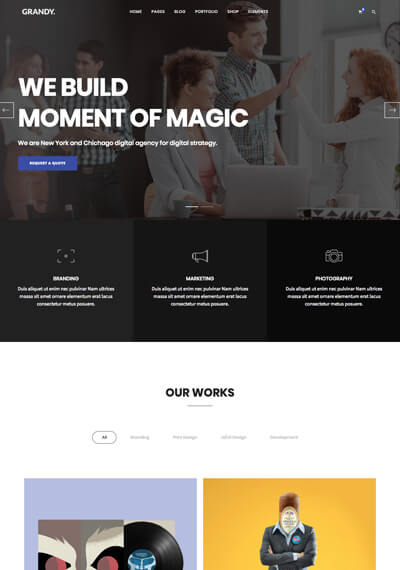 GRANDY.
HOME PAGES BLOG PORTFOLIO SHOP ELEMENTS
WE BUILD
MOMENT OF MAGIC
We are New York and Chichago digital agency for digital strategy.
REQUEST A QUOTE
BRANDING
Duis aliquet ut enim nec pulvinar Nam ultrices
massa sit amet ornare elementum erat lacus
consectetur metus posuere.
MARKETING
Duis aliquet ut enim nec pulvinar Nam ultrices
massa sit amet ornare elementum erat lacus
consectetur metus posuere.
PHOTOGRAPHY
Duis aliquet ut enim nec pulvinar Nam ultrices
massa sit amet ornare elementum erat lacus
consectetur metus posuere.
OUR WORKS
All Branding Print Design UI/UX Design Development